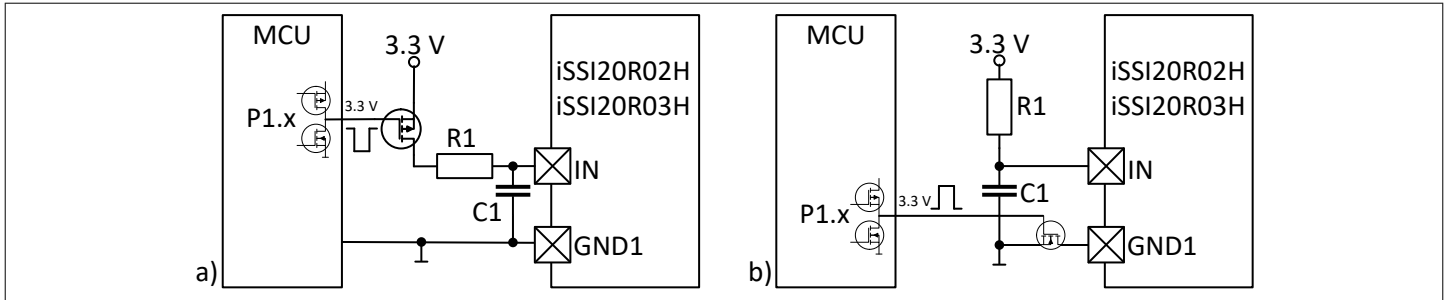 MCU
3.3 V
iSSI20R02H
iSSI20R03H
P1.x
3.3 V
R1
IN
C1
GND1
a)
MCU
3.3 V
iSSI20R02H
iSSI20R03H
R1
IN
C1
P1.x
3.3 V
GND1
b)